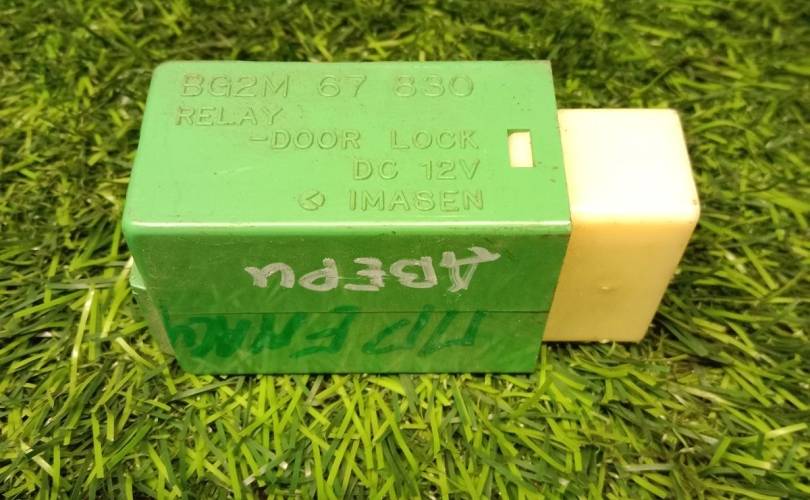 BG2M 67 830
RELAY
-DOOR LOCK
DC 12V
IMASEN
ДВЕРИ